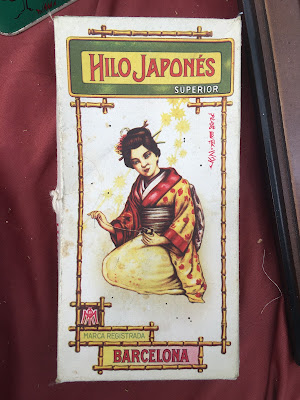 HILO JAPONÉS
SUPERIOR
MARCA REGISTRADA
BARCELONA